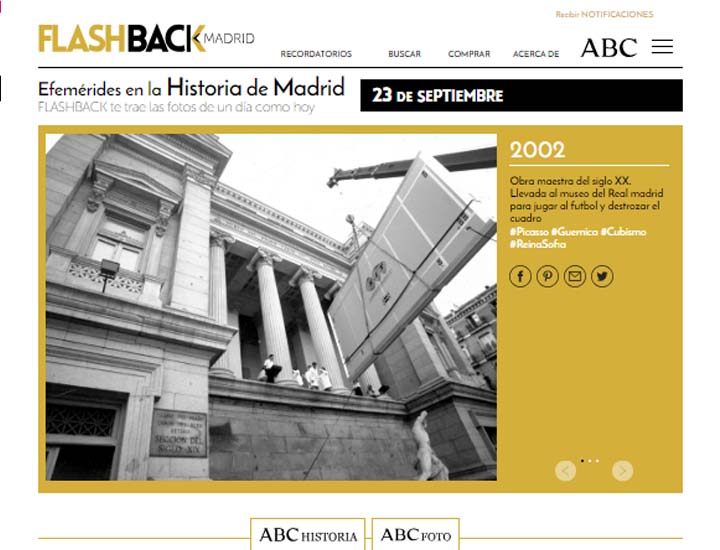 Recibir NOTIFICACIONES
FLASHBACK MADRID
RECORDATORIOS BUSCAR COMPRAR ACERCA DE ABC
Efemérides en la Historia de Madrid
FLASHBACK te trae las fotos de un día como hoy
23 DE SEPTIEMBRE
2002
Obra maestra del siglo XX.
Llevada al museo del Real madrid
para jugar al futbol y destrozar el
cuadro
#Picasso #Guernica #Cubismo
#ReinaSofia
SECCION DEL
SIGLO XIX
ABC HISTORIA ABC FOTO